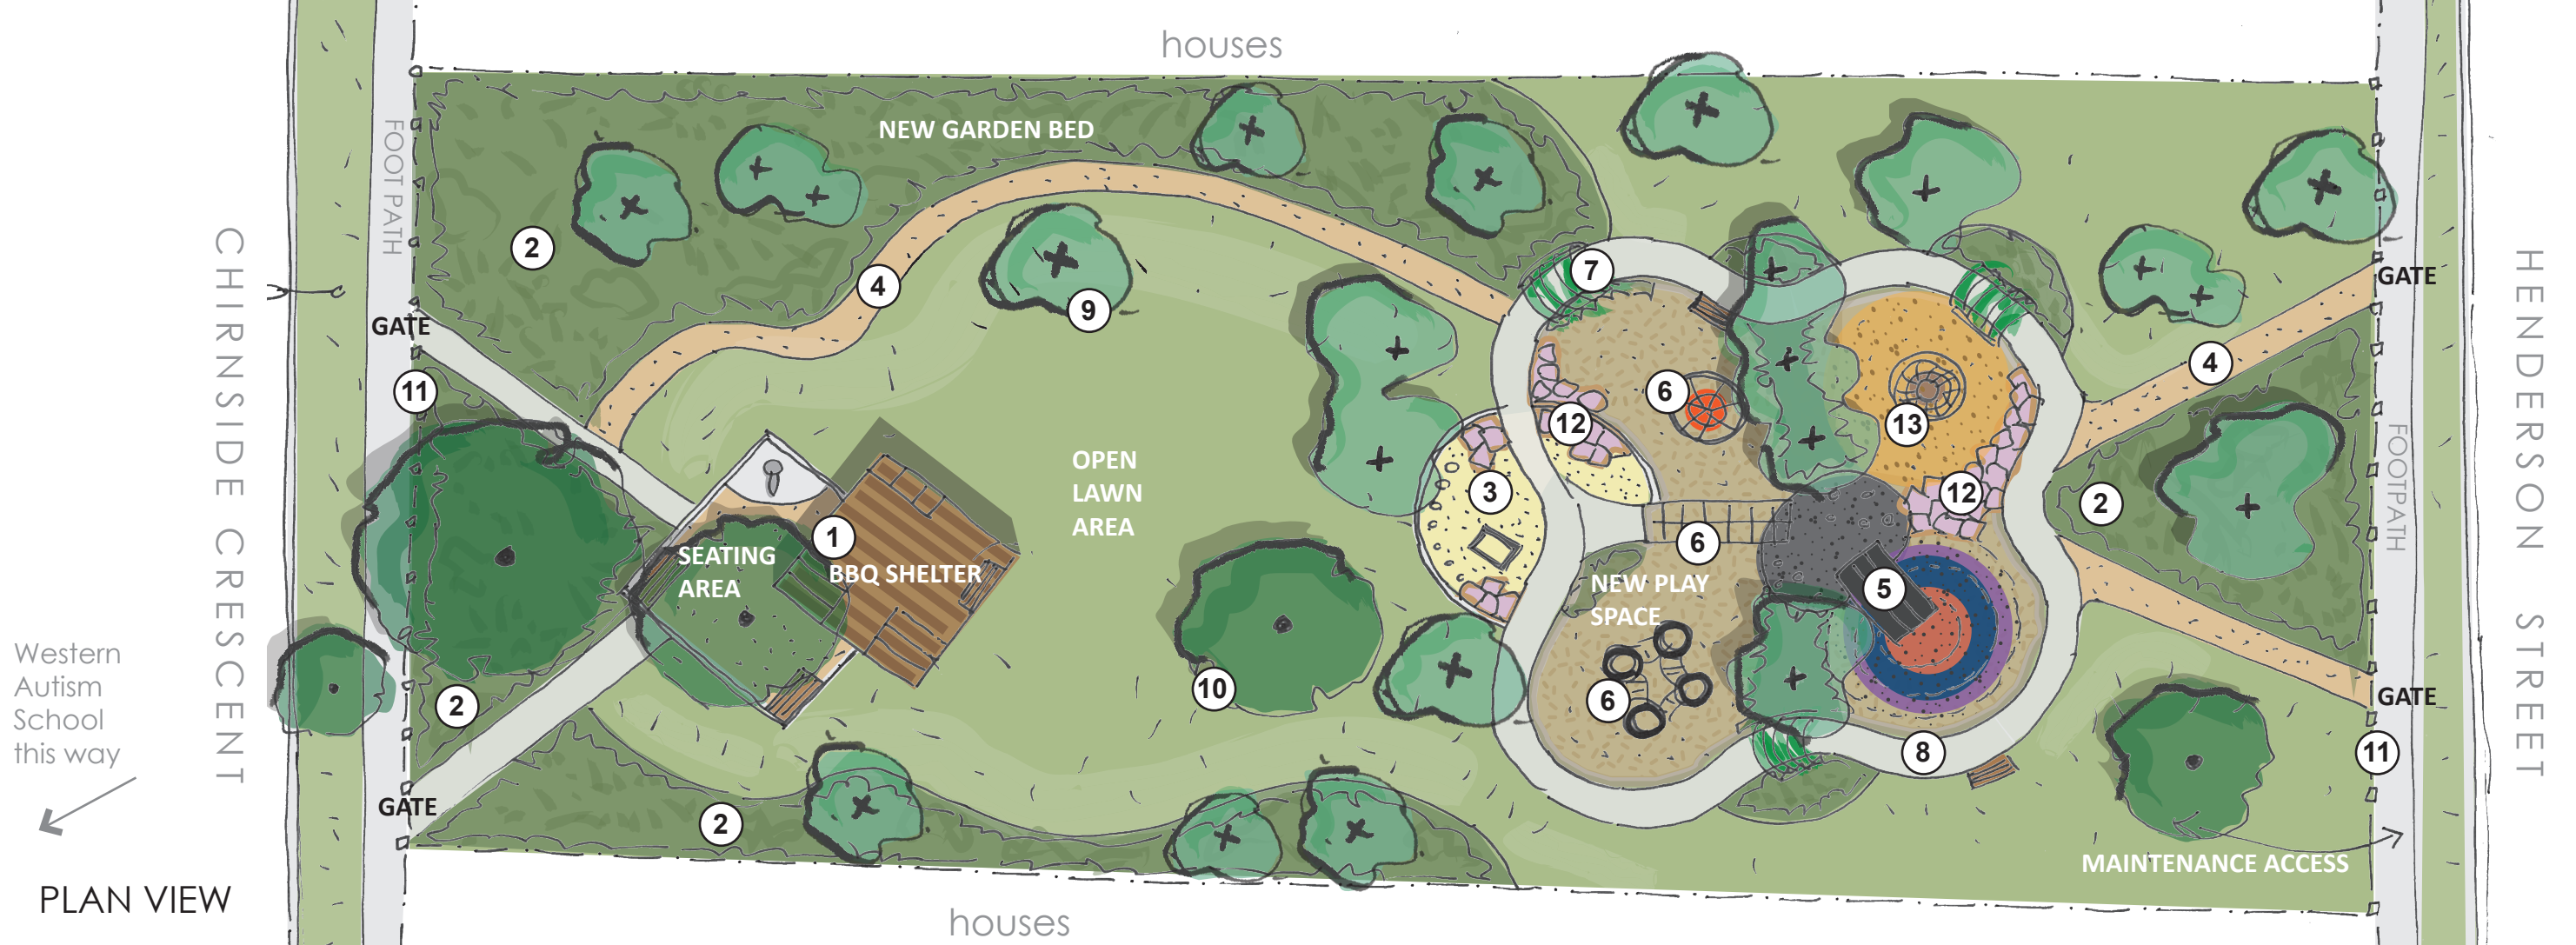 houses
NEW GARDEN BED
FOOTPATH
CHIRNSIDE CRESCENT
HENDERSON STREET
2
7
4
9
GATE
GATE
11
4
6
12
13
OPEN
LAWN
AREA
3
12
2
1
6
SEATING
AREA
BBQ SHELTER
NEW PLAY
SPACE
5
FOOTPATH
Western
Autism
School
this way
2
10
6
GATE
8
11
GATE
2
MAINTENANCE ACCESS
PLAN VIEW
houses